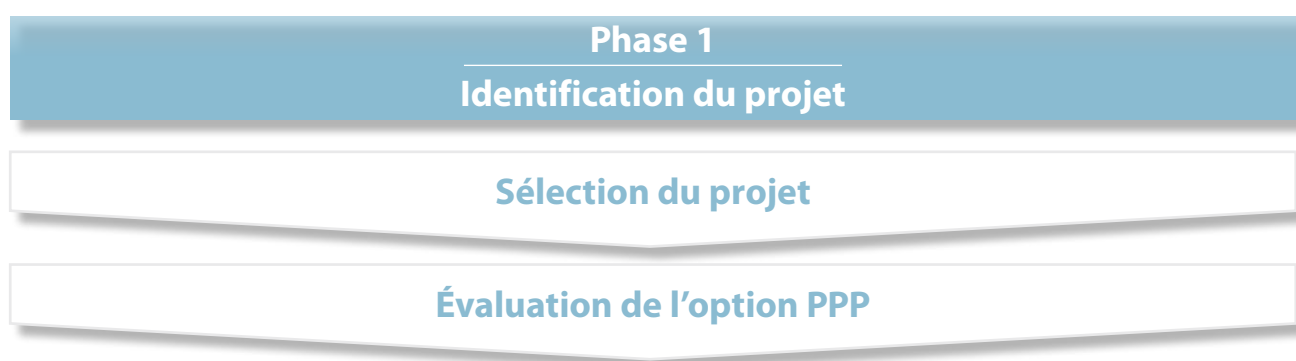 Phase 1
Identification du projet
Sélection du projet
Évaluation de l’option PPP